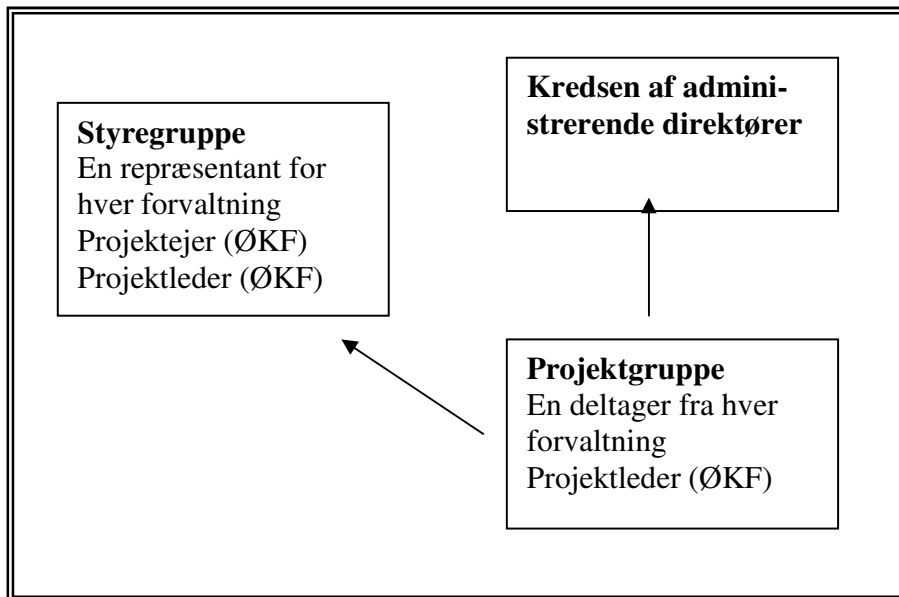 Styregruppe
En repræsentant for
hver forvaltning
Projektejer (ØKF)
Projektleder (ØKF)
Kredsen af admini-
strerende direktører
Projektgruppe
En deltager fra hver
forvaltning
Projektleder (ØKF)